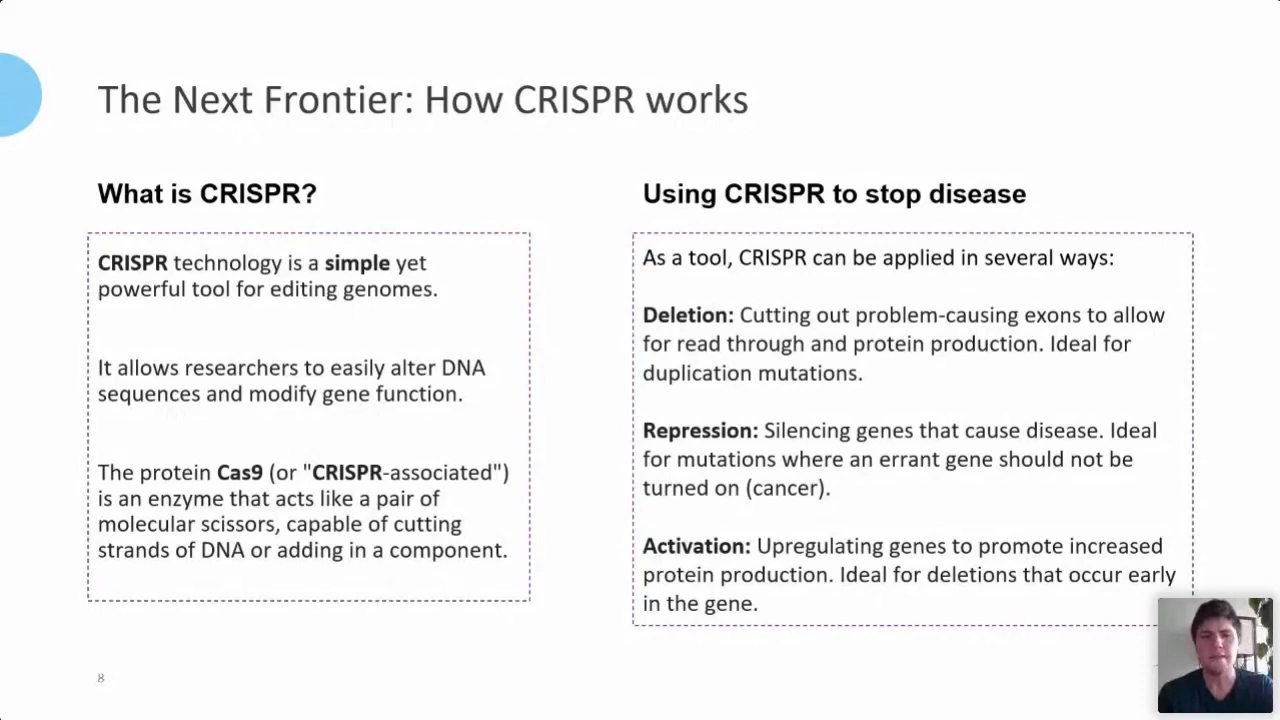 The Next Frontier: How CRISPR works
What is CRISPR?
CRISPR technology is a simple yet
powerful tool for editing genomes.
It allows researchers to easily alter DNA
sequences and modify gene function.
The protein Cas9 (or "CRISPR-associated")
is an enzyme that acts like a pair of
molecular scissors, capable of cutting
strands of DNA or adding in a component.
Using CRISPR to stop disease
As a tool, CRISPR can be applied in several ways:
Deletion: Cutting out problem-causing exons to allow
for read through and protein production. Ideal for
duplication mutations.
Repression: Silencing genes that cause disease. Ideal
for mutations where an errant gene should not be
turned on (cancer).
Activation: Upregulating genes to promote increased
protein production. Ideal for deletions that occur early
in the gene.
8